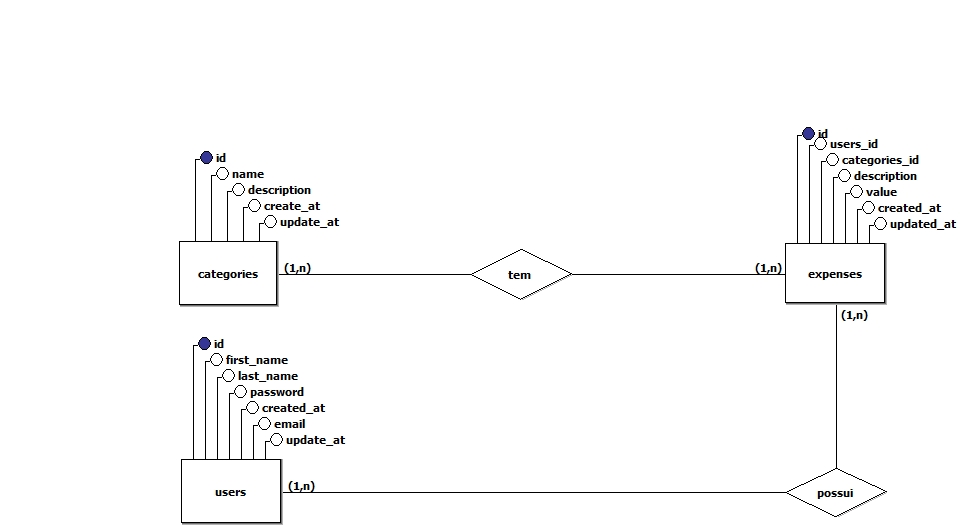 id
name
description
create_at
update_at
categories
(1,n)
tem
(1,n)
id
users_id
categories_id
description
value
created_at
updated_at
expenses
(1,n)
id
first_name
last_name
password
created_at
email
update_at
users
(1,n)
possui